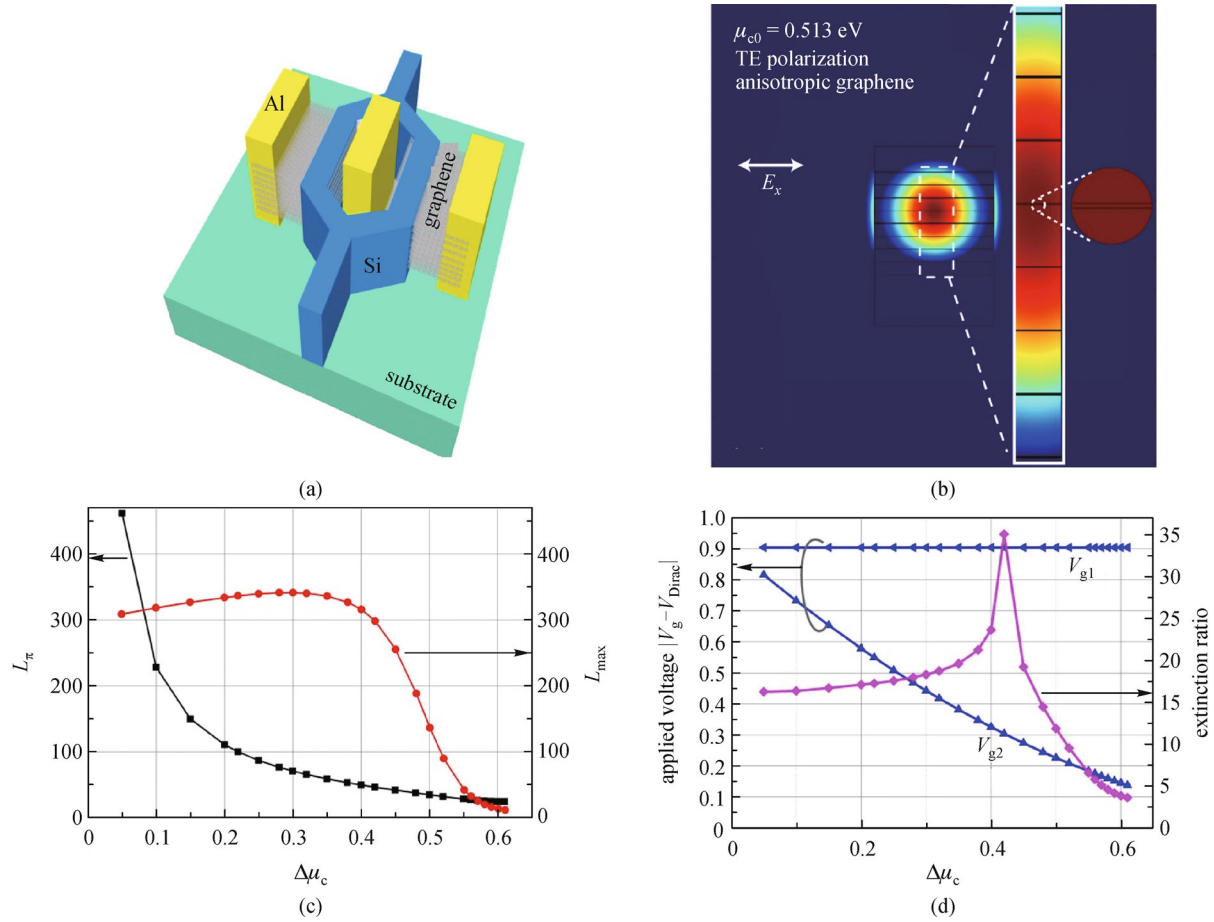 Al
graphene
Si
substrate
(a)
μc0 = 0.513 eV
TE polarization
anisotropic graphene
Ex
(b)
400
300
200
100
0
Lπ
400
300
200
100
0
Lmax
0 0.1 0.2 0.3 0.4 0.5 0.6
Δμc
(c)
1.0
0.9
0.8
0.7
0.6
0.5
0.4
0.3
0.2
0.1
0
applied voltage |Vg−VDirac|
Vg1
Vg2
35
30
25
20
15
10
5
0
extinction ratio
0 0.2 0.4 0.6
Δμc
(d)